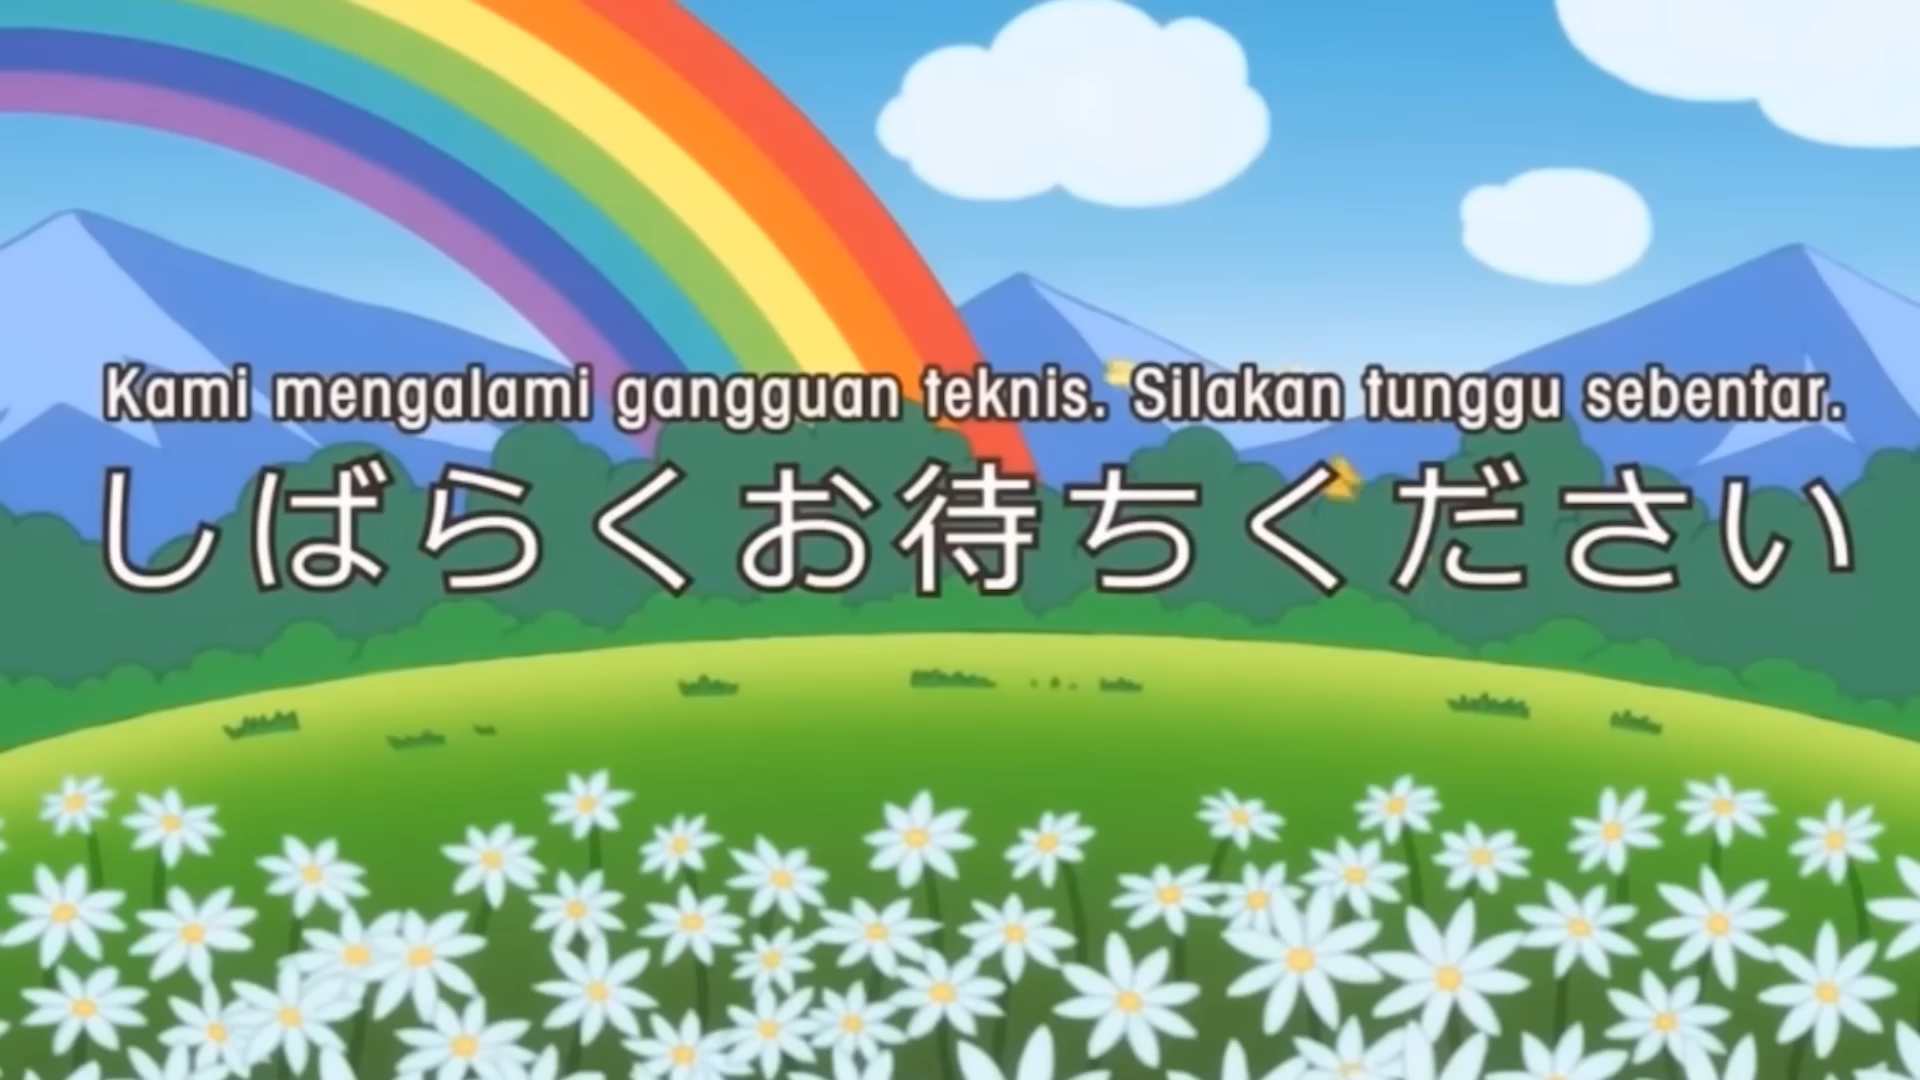 Kami mengalami gangguan teknis. Silakan tunggu sebentar.
しばらくお待ちください